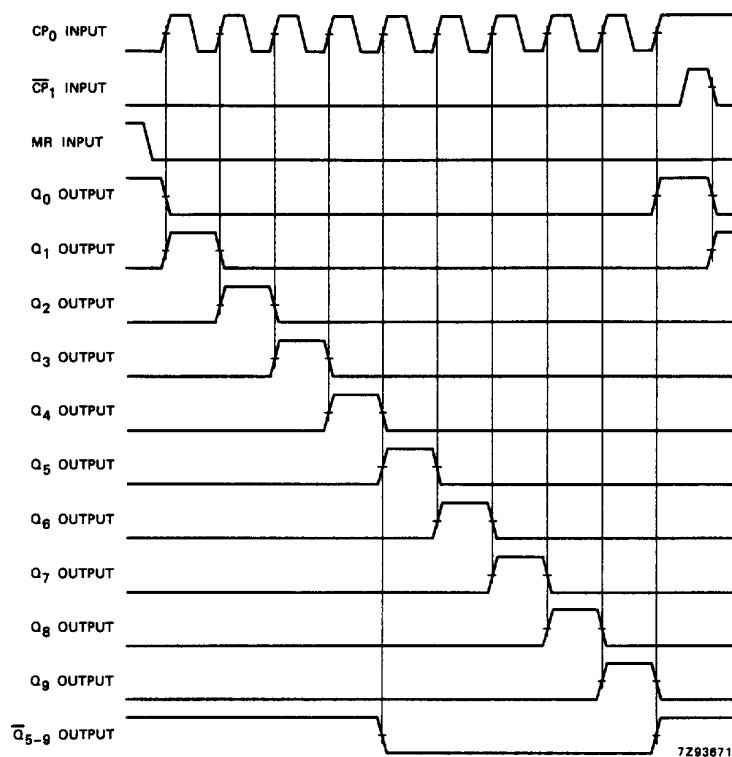 CP0 INPUT
C̅P̅1 INPUT
MR INPUT
Q0 OUTPUT
Q1 OUTPUT
Q2 OUTPUT
Q3 OUTPUT
Q4 OUTPUT
Q5 OUTPUT
Q6 OUTPUT
Q7 OUTPUT
Q8 OUTPUT
Q9 OUTPUT
Q̅5-9 OUTPUT
7Z93671